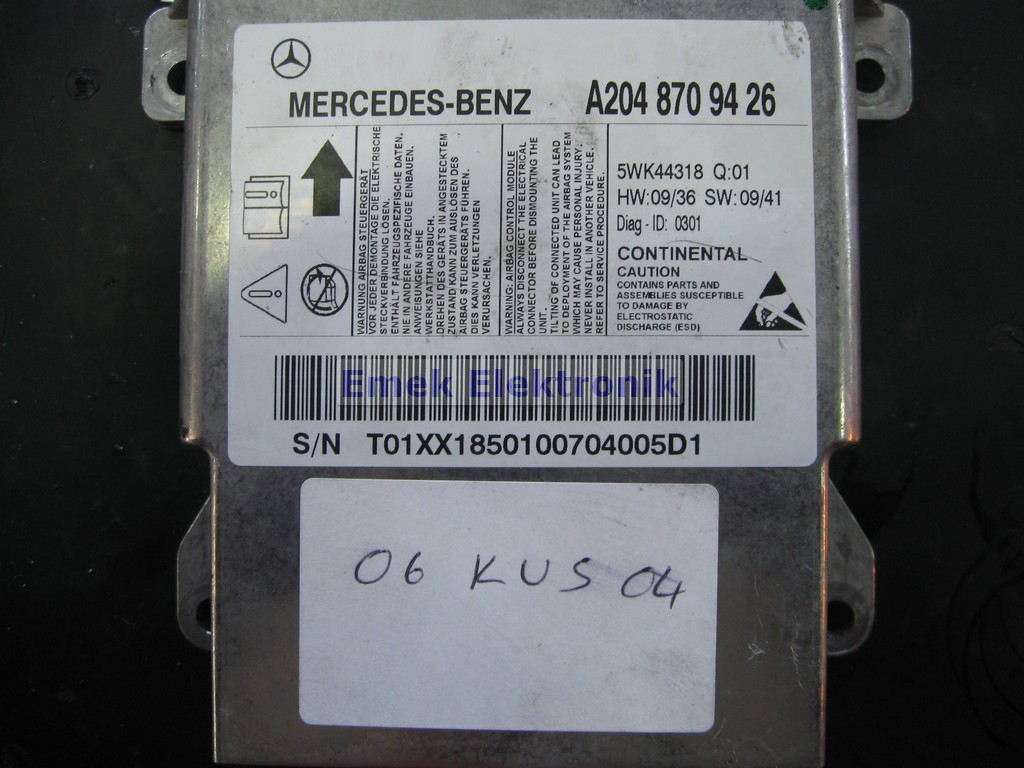 MERCEDES-BENZ A204 870 94 26
WARNUNG AIRBAG STEUERGERÄT
VOR JEDER DEMONTAGE DIE ELEKTRISCHE
STECKVERBINDUNG LÖSEN.
ENTHÄLT FAHRZEUGSPEZIFISCHE DATEN.
NIE IN ANDERE FAHRZEUGE EINBAUEN.
ANWEISUNGEN SIEHE
WERKSTATTHANDBUCH.
DREHEN DES GERÄTS IN ANGESTECKTEM
ZUSTAND KANN ZUM AUSLÖSEN DES
AIRBAG STEUERGERÄTS FÜHREN.
DIES KANN VERLETZUNGEN
VERURSACHEN.
WARNING: AIRBAG CONTROL MODULE
ALWAYS DISCONNECT THE ELECTRICAL
CONNECTOR BEFORE DISMOUNTING THE
UNIT.
TILTING OF CONNECTED UNIT CAN LEAD
TO DEPLOYMENT OF THE AIRBAG SYSTEM
WHICH MAY CAUSE PERSONAL INJURY.
NEVER INSTALL IN ANOTHER VEHICLE.
REFER TO SERVICE PROCEDURE.
5WK44318 Q:01
HW:09/36 SW:09/41
Diag - ID: 0301
CONTINENTAL
CAUTION
CONTAINS PARTS AND
ASSEMBLIES SUSCEPTIBLE
TO DAMAGE BY
ELECTROSTATIC
DISCHARGE (ESD)
Emek Elektronik
S/N T01XX1850100704005D1
06 KUS 04